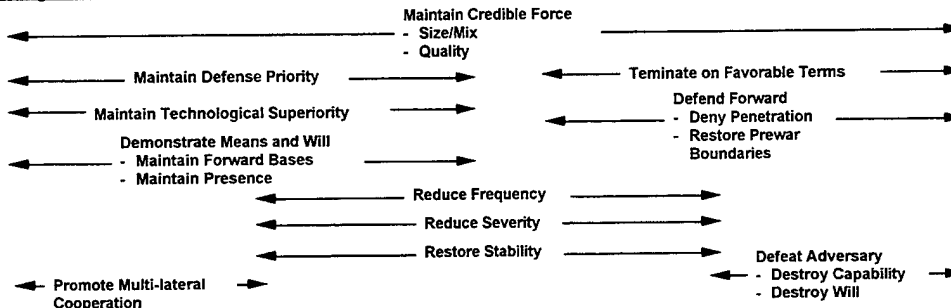 Maintain Credible Force
- Size/Mix
- Quality
Maintain Defense Priority
Teminate on Favorable Terms
Maintain Technological Superiority
Defend Forward
- Deny Penetration
- Restore Prewar
Boundaries
Demonstrate Means and Will
- Maintain Forward Bases
- Maintain Presence
Reduce Frequency
Reduce Severity
Restore Stability
Defeat Adversary
- Destroy Capability
- Destroy Will
Promote Multi-lateral
Cooperation